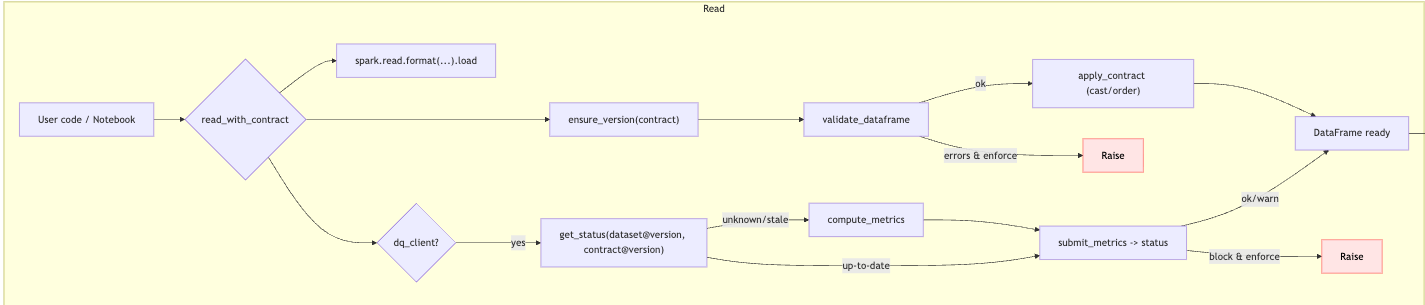 Read
spark.read.format(...).load
User code / Notebook
read_with_contract
ensure_version(contract)
validate_dataframe
ok
apply_contract
(cast/order)
errors & enforce
Raise
DataFrame ready
dq_client?
yes
get_status(dataset@version,
contract@version)
unknown/stale
compute_metrics
up-to-date
submit_metrics -> status
ok/warn
block & enforce
Raise